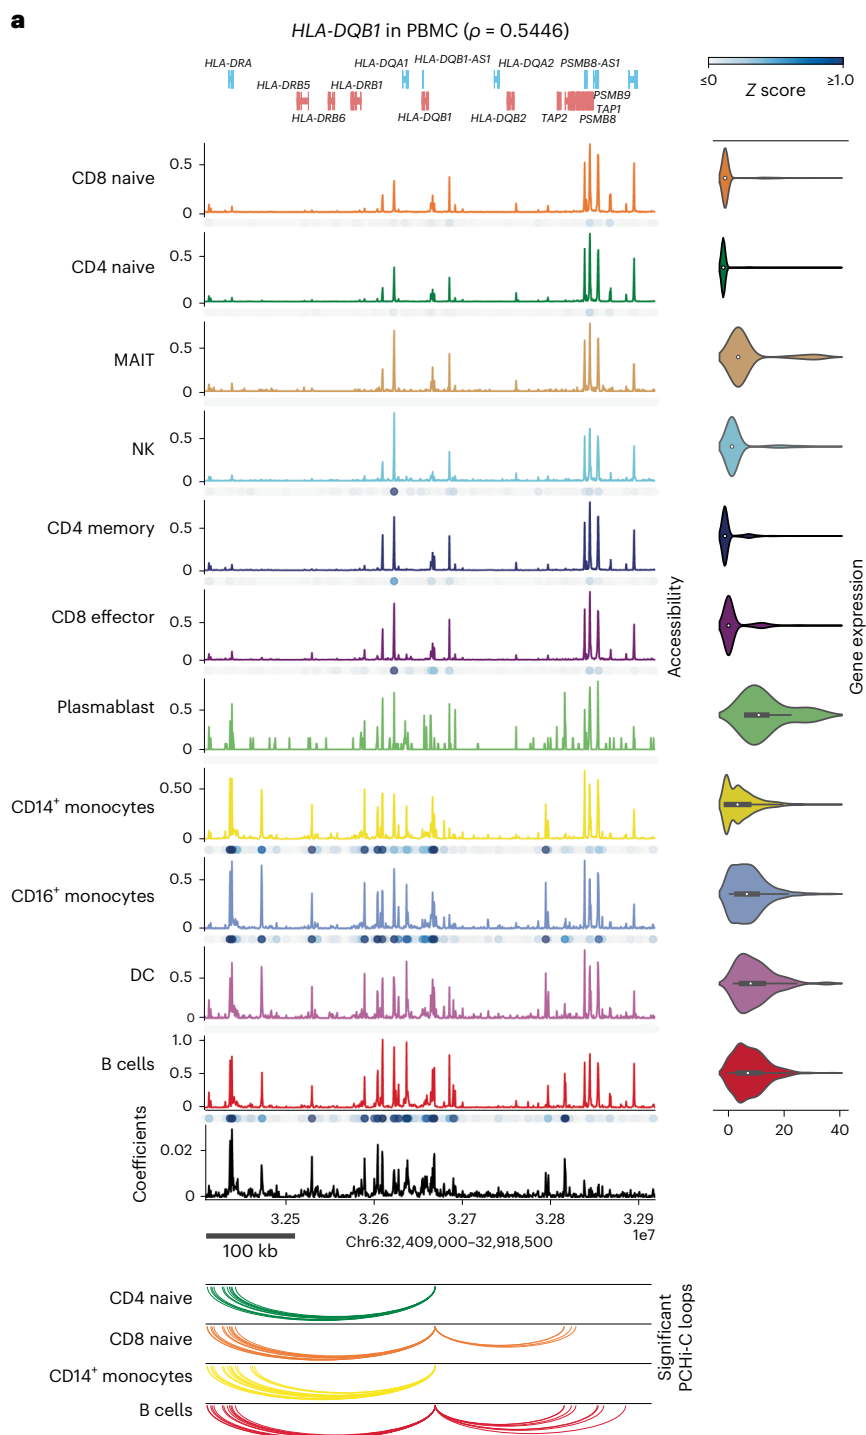 a
HLA-DQB1 in PBMC (ρ = 0.5446)
HLA-DRA
HLA-DQA1
HLA-DQB1-AS1
HLA-DQA2
PSMB8-AS1
HLA-DRB5
HLA-DRB1
PSMB9
TAP1
HLA-DRB6
HLA-DQB1
HLA-DQB2
TAP2
PSMB8
≤0
≥1.0
Z score
CD8 naive
0.5
0
CD4 naive
0.5
0
MAIT
0.5
0
NK
0.5
0
CD4 memory
0.5
0
CD8 effector
0.5
0
Plasmablast
0.5
0
CD14⁺ monocytes
0.50
0
CD16⁺ monocytes
0.5
0
DC
0.5
0
B cells
1.0
0.5
0
Accessibility
Gene expression
0
20
40
Coefficients
0.02
0
3.25
3.26
3.27
3.28
3.29
1e7
100 kb
Chr6:32,409,000–32,918,500
CD4 naive
CD8 naive
CD14⁺ monocytes
B cells
Significant
PCHi-C loops